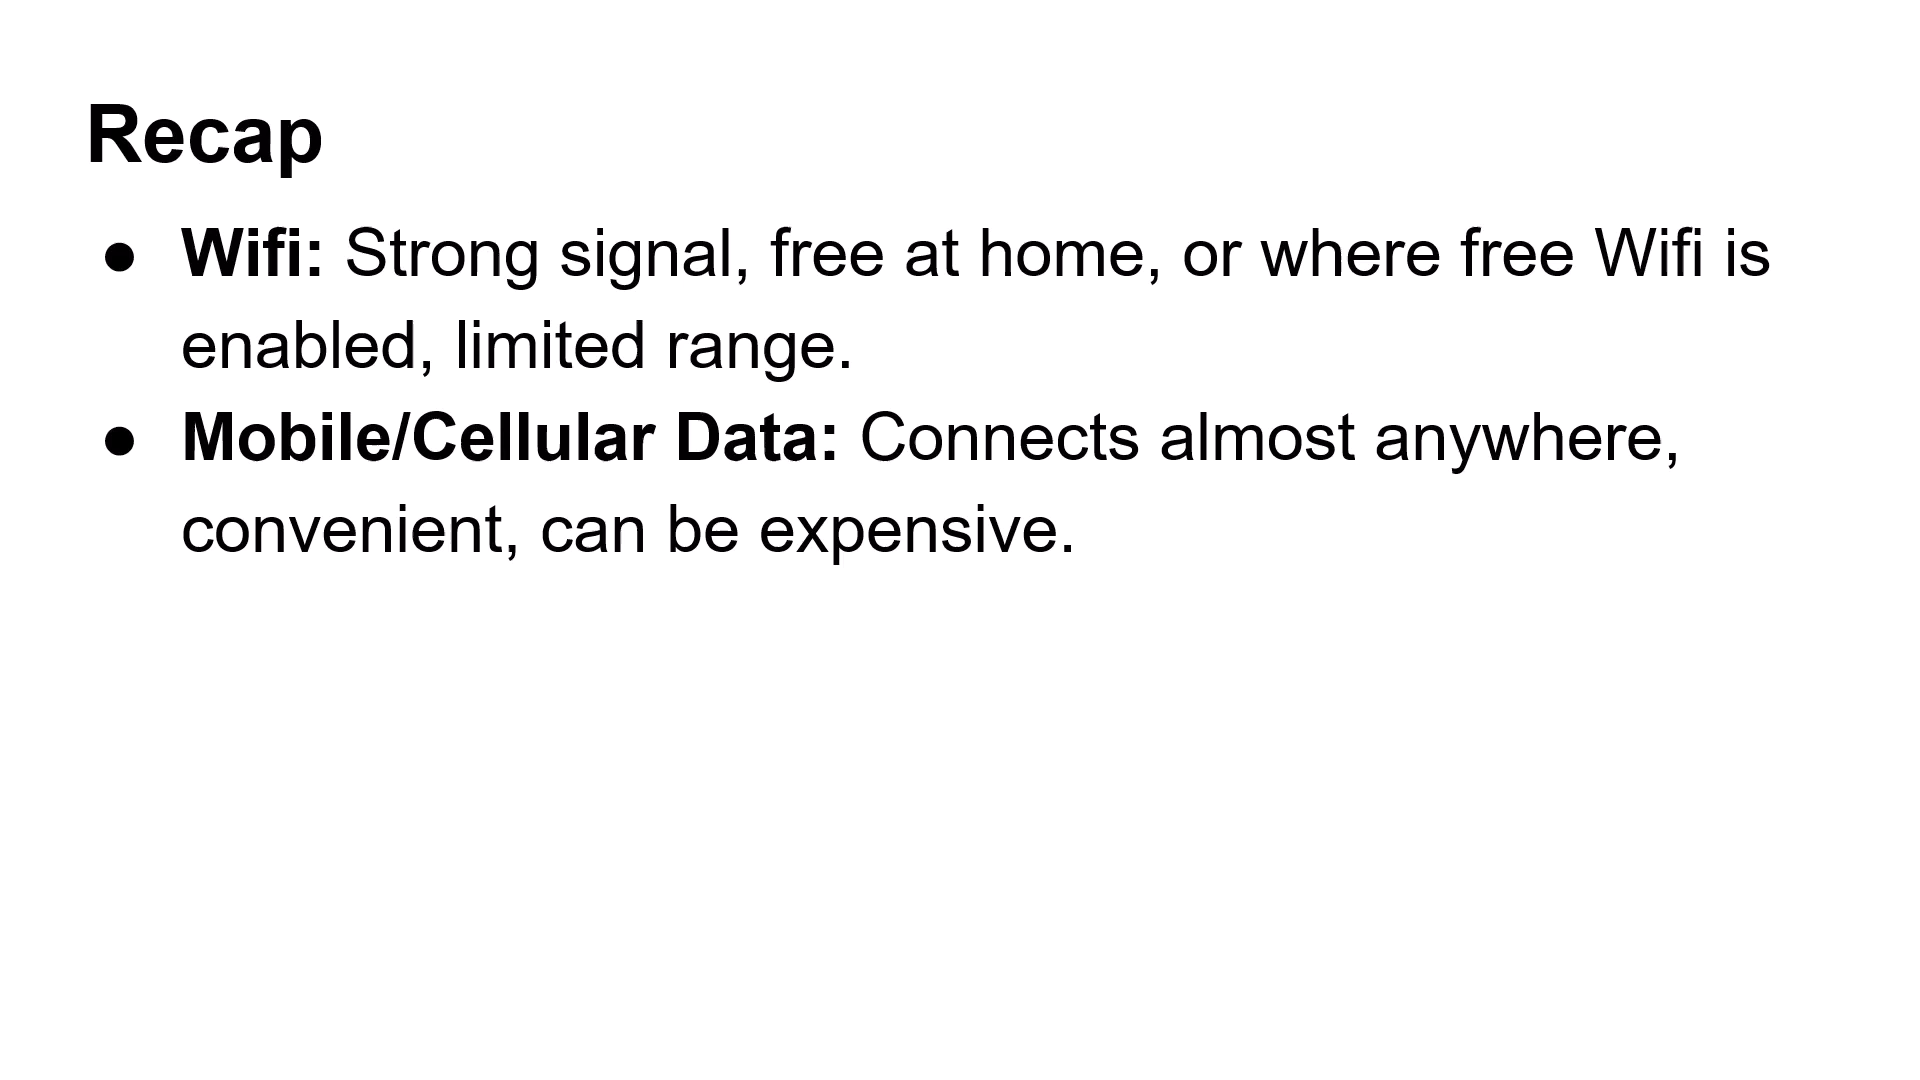 Recap
● Wifi: Strong signal, free at home, or where free Wifi is
enabled, limited range.
● Mobile/Cellular Data: Connects almost anywhere,
convenient, can be expensive.